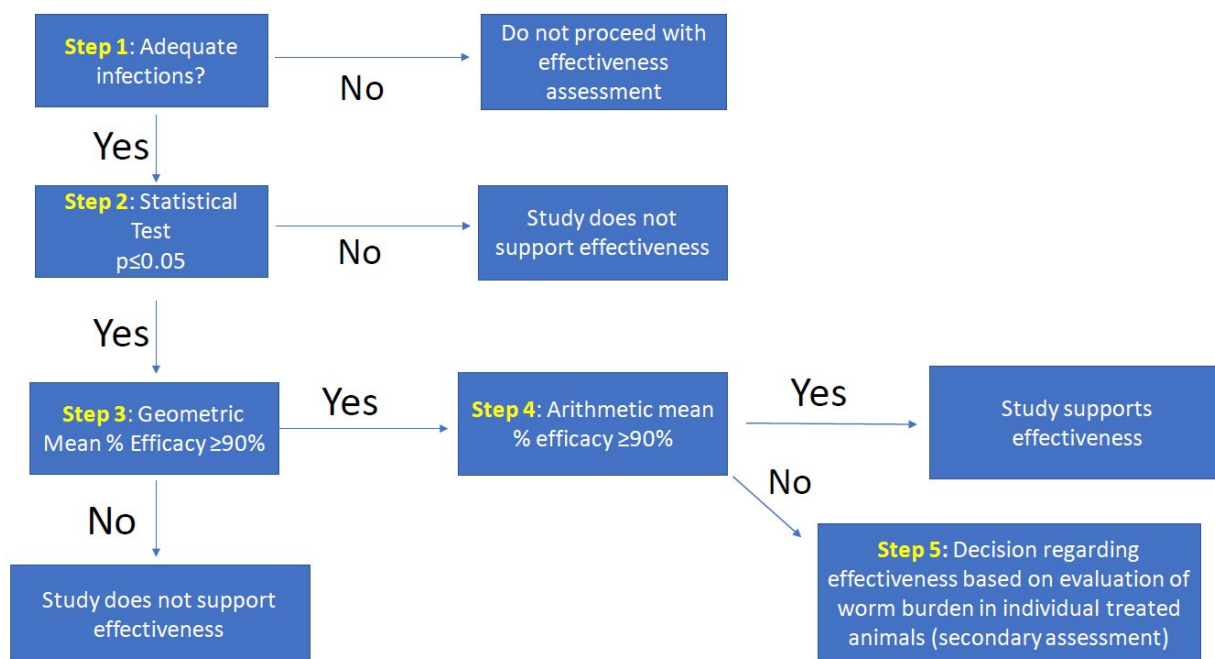 Step 1: Adequate
infections?
No
Do not proceed with
effectiveness
assessment
Yes
Step 2: Statistical
Test
p≤0.05
No
Study does not
support effectiveness
Yes
Step 3: Geometric
Mean % Efficacy ≥90%
Yes
Step 4: Arithmetic mean
% efficacy ≥90%
Yes
Study supports
effectiveness
No
Study does not support
effectiveness
No
Step 5: Decision regarding
effectiveness based on evaluation of
worm burden in individual treated
animals (secondary assessment)